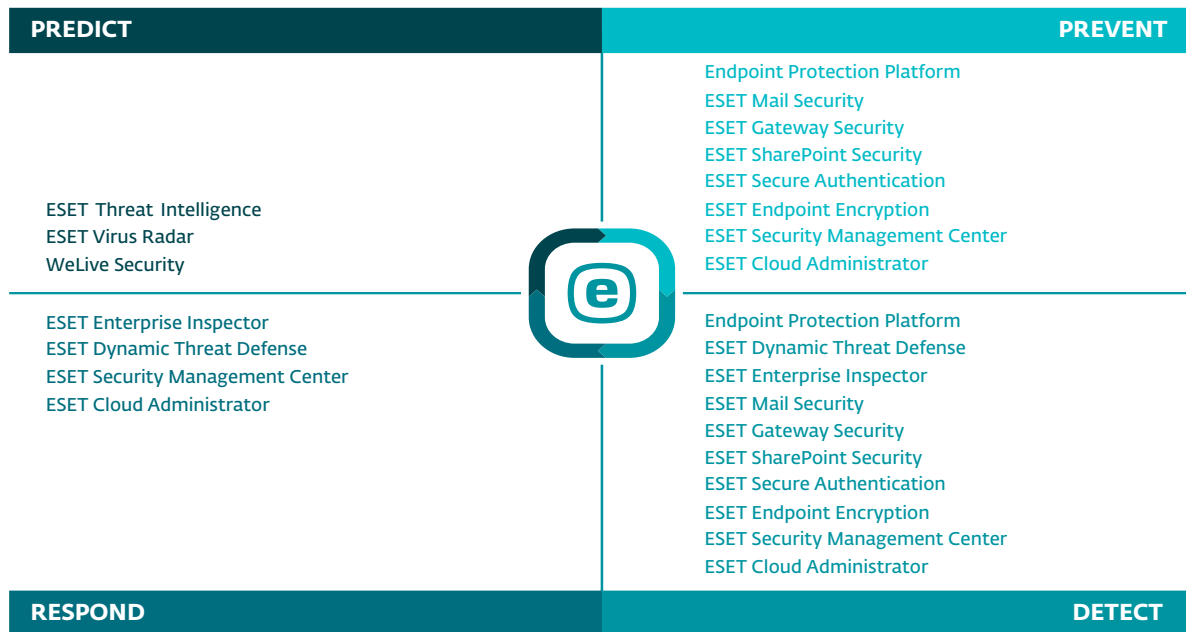 PREDICT
ESET Threat Intelligence
ESET Virus Radar
WeLive Security
PREVENT
Endpoint Protection Platform
ESET Mail Security
ESET Gateway Security
ESET SharePoint Security
ESET Secure Authentication
ESET Endpoint Encryption
ESET Security Management Center
ESET Cloud Administrator
e
ESET Enterprise Inspector
ESET Dynamic Threat Defense
ESET Security Management Center
ESET Cloud Administrator
RESPOND
Endpoint Protection Platform
ESET Dynamic Threat Defense
ESET Enterprise Inspector
ESET Mail Security
ESET Gateway Security
ESET SharePoint Security
ESET Secure Authentication
ESET Endpoint Encryption
ESET Security Management Center
ESET Cloud Administrator
DETECT